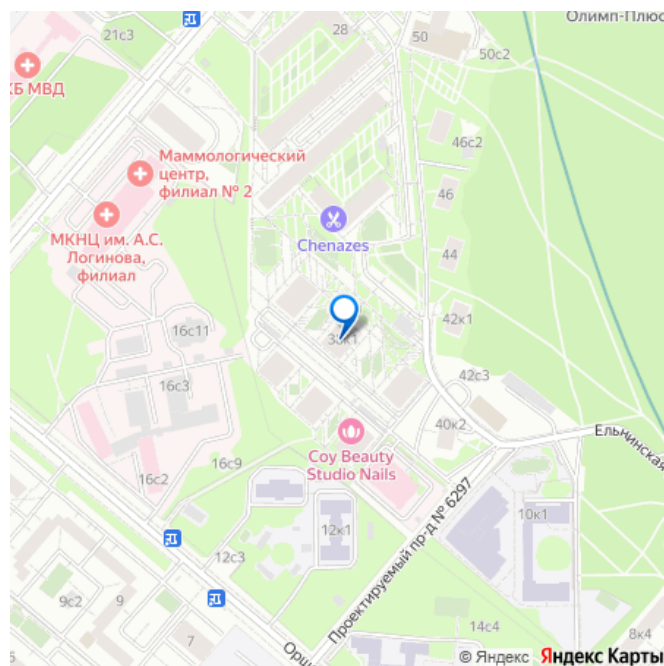 Олимп-Плюс
21с3
28
50
50с2
КБ МВД
Маммологический
центр,
филиал № 2
46с2
46
МКНЦ им. А.С.
Логинова,
филиал
Chenazes
44
16с11
38к1
42к1
16с3
42с3
40к2
Ельнинская
Coy Beauty
Studio Nails
16с2
16с9
Проектируемый пр-д № 6297
10к1
12к1
12с3
9с2
9
7
14с4
8к4
Орш
© Яндекс Яндекс Карты